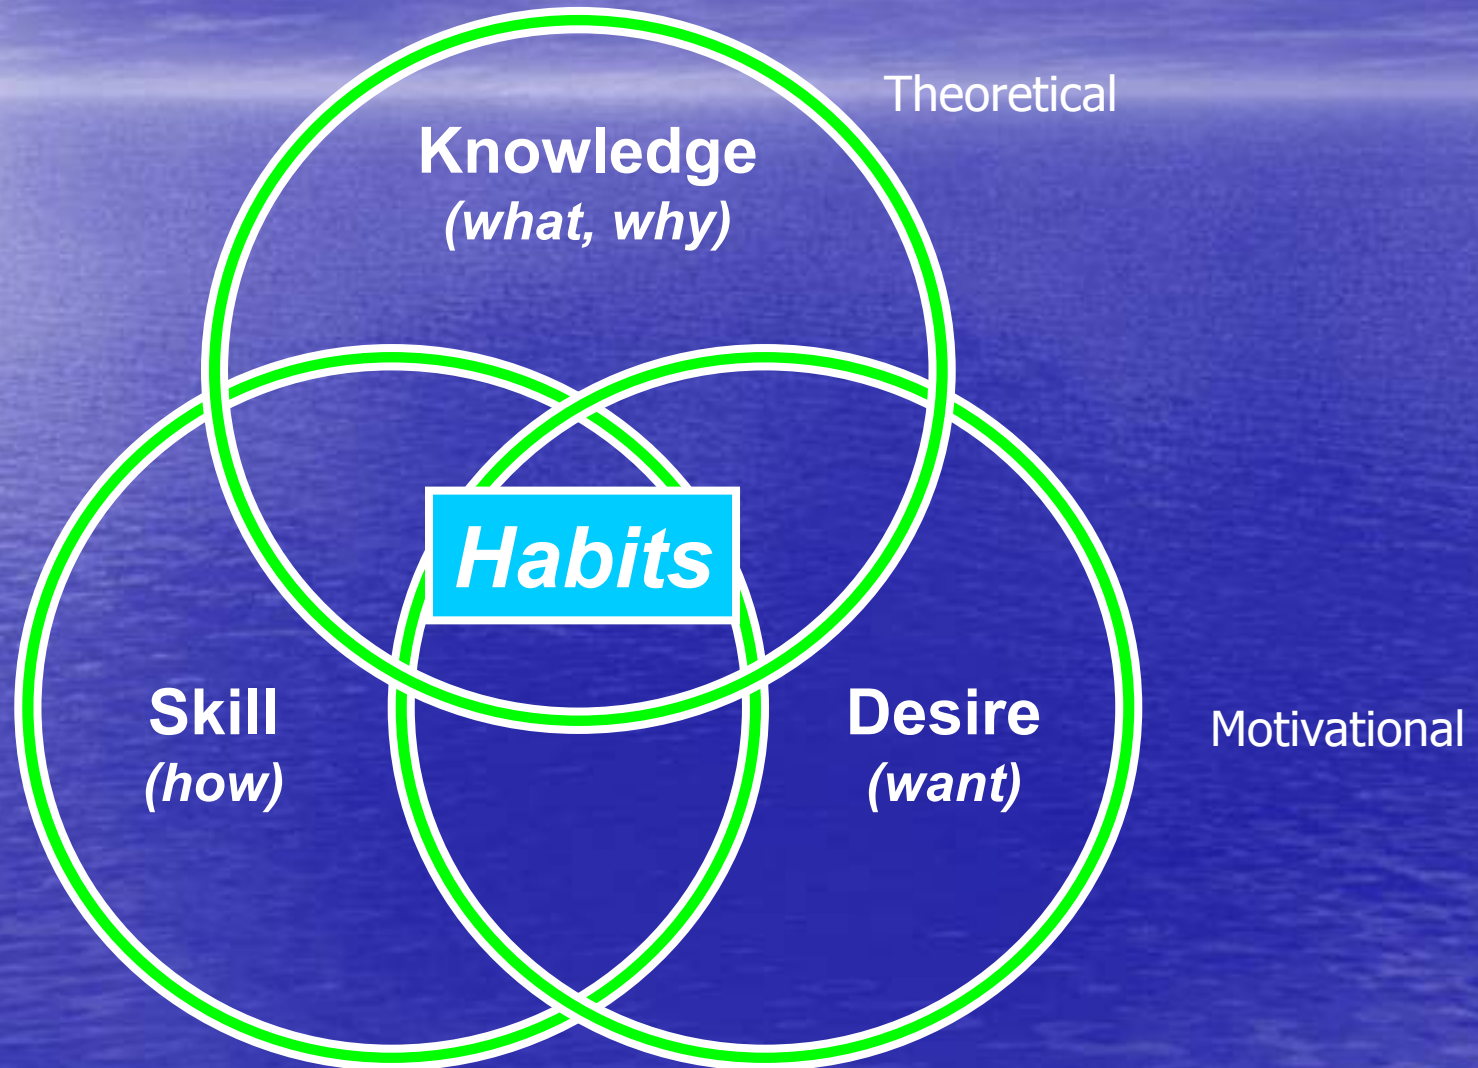 Theoretical
Knowledge
(what, why)
Habits
Skill
(how)
Desire
(want)
Motivational